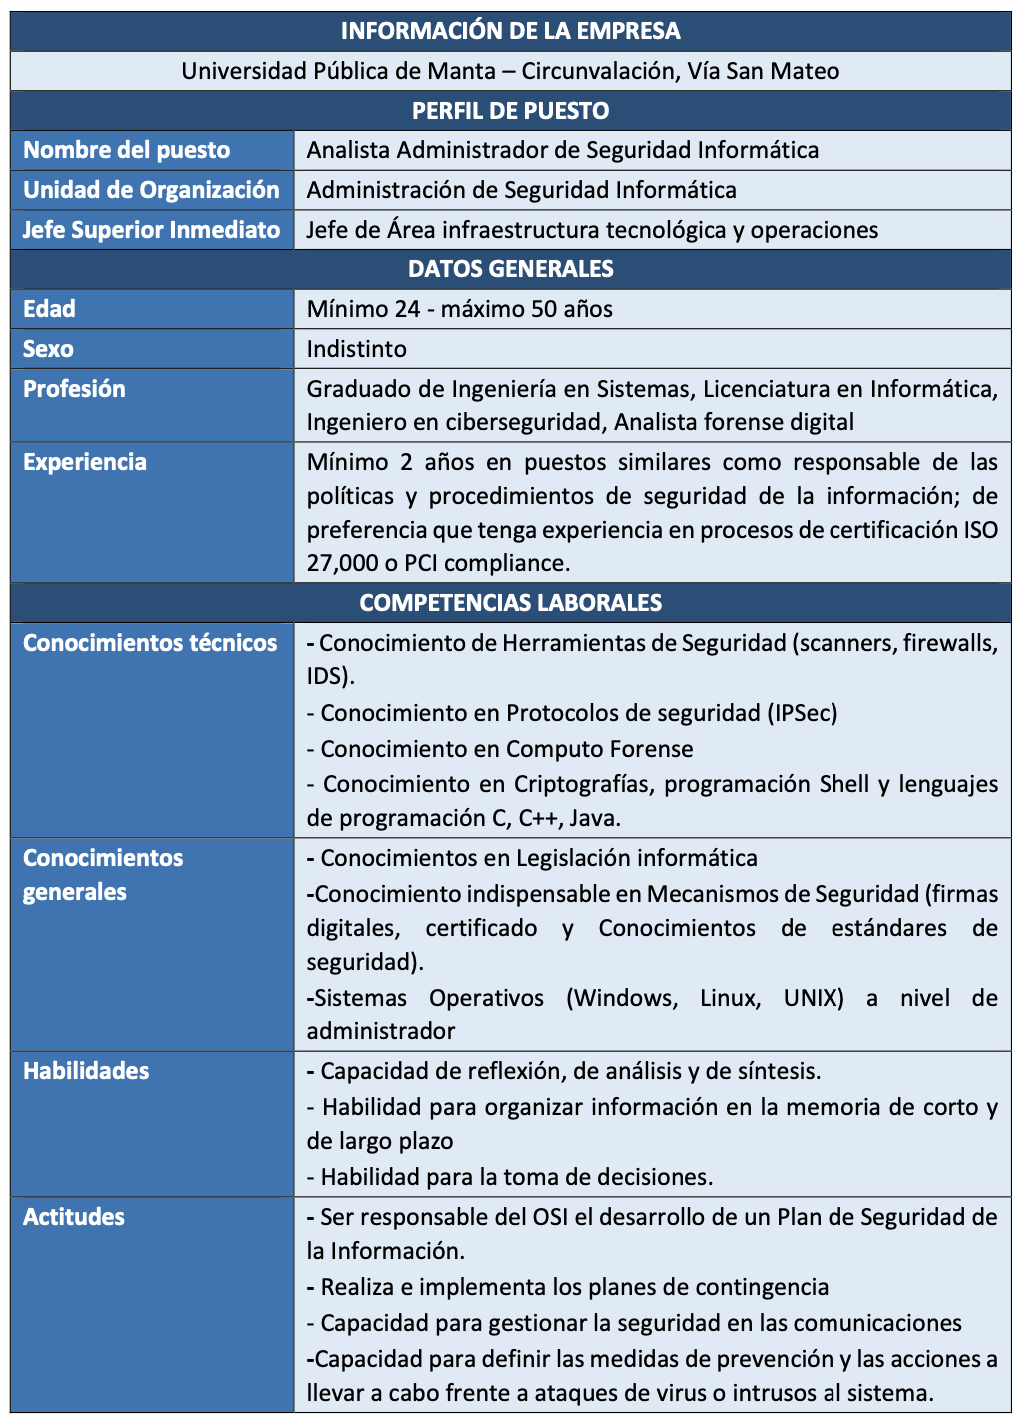 INFORMACIÓN DE LA EMPRESA
Universidad Pública de Manta – Circunvalación, Vía San Mateo
PERFIL DE PUESTO
Nombre del puesto
Analista Administrador de Seguridad Informática
Unidad de Organización
Administración de Seguridad Informática
Jefe Superior Inmediato
Jefe de Área infraestructura tecnológica y operaciones
DATOS GENERALES
Edad
Mínimo 24 - máximo 50 años
Sexo
Indistinto
Profesión
Graduado de Ingeniería en Sistemas, Licenciatura en Informática,
Ingeniero en ciberseguridad, Analista forense digital
Experiencia
Mínimo 2 años en puestos similares como responsable de las
políticas y procedimientos de seguridad de la información; de
preferencia que tenga experiencia en procesos de certificación ISO
27,000 o PCI compliance.
COMPETENCIAS LABORALES
Conocimientos técnicos
- Conocimiento de Herramientas de Seguridad (scanners, firewalls,
IDS).
- Conocimiento en Protocolos de seguridad (IPSec)
- Conocimiento en Computo Forense
- Conocimiento en Criptografías, programación Shell y lenguajes
de programación C, C++, Java.
Conocimientos
generales
- Conocimientos en Legislación informática
-Conocimiento indispensable en Mecanismos de Seguridad (firmas
digitales, certificado y Conocimientos de estándares de
seguridad).
-Sistemas Operativos (Windows, Linux, UNIX) a nivel de
administrador
Habilidades
- Capacidad de reflexión, de análisis y de síntesis.
- Habilidad para organizar información en la memoria de corto y
de largo plazo
- Habilidad para la toma de decisiones.
Actitudes
- Ser responsable del OSI el desarrollo de un Plan de Seguridad de
la Información.
- Realiza e implementa los planes de contingencia
- Capacidad para gestionar la seguridad en las comunicaciones
-Capacidad para definir las medidas de prevención y las acciones a
llevar a cabo frente a ataques de virus o intrusos al sistema.